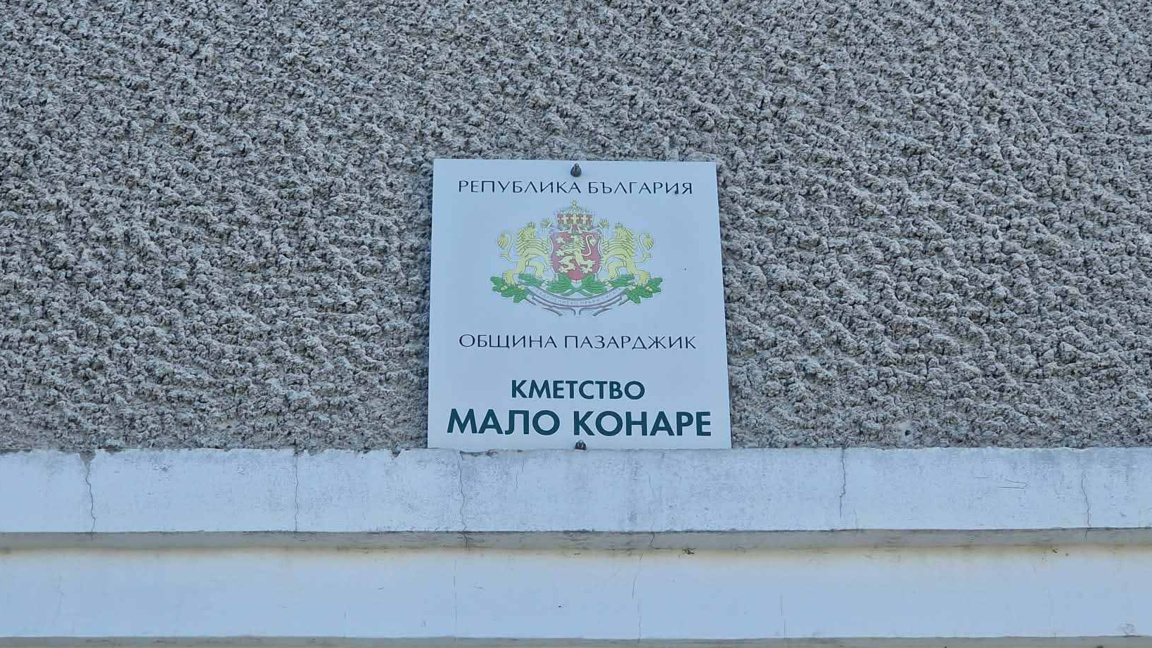 РЕПУБЛИКА БЪЛГАРИЯ
ОБЩИНА ПАЗАРДЖИК
КМЕТСТВО
МАЛО КОНАРЕ